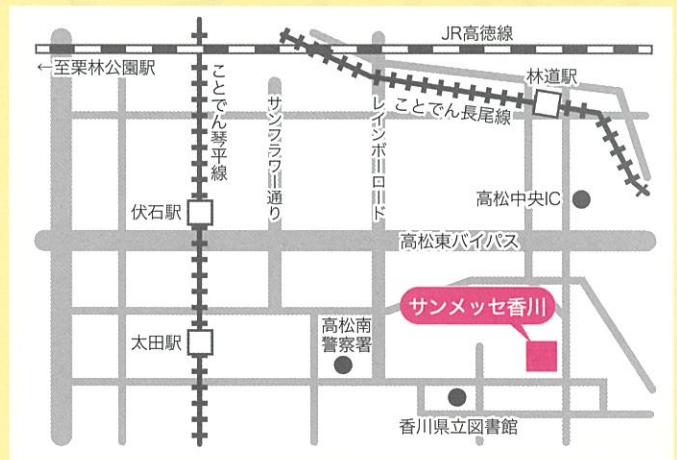 JR高徳線
←至栗林公園駅
ことでん琴平線
サンフラワー通り
レインボーロード
ことでん長尾線
林道駅
高松中央IC
伏石駅
高松東バイパス
サンメッセ香川
高松南
警察署
太田駅
香川県立図書館